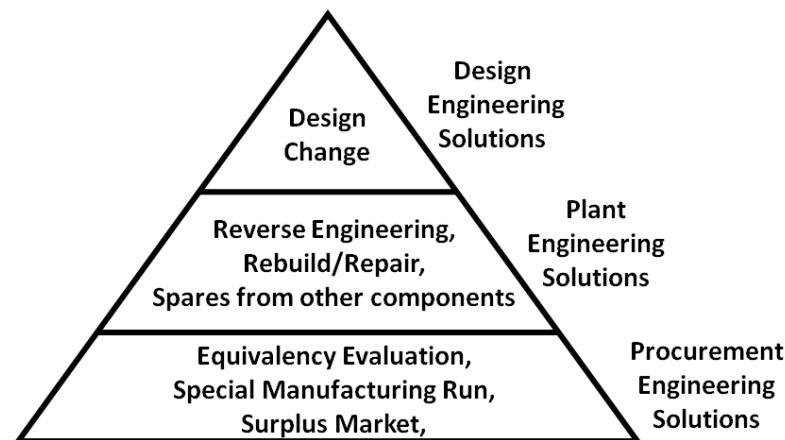 Design
Engineering
Solutions
Design
Change
Plant
Engineering
Solutions
Reverse Engineering,
Rebuild/Repair,
Spares from other components
Procurement
Engineering
Solutions
Equivalency Evaluation,
Special Manufacturing Run,
Surplus Market,